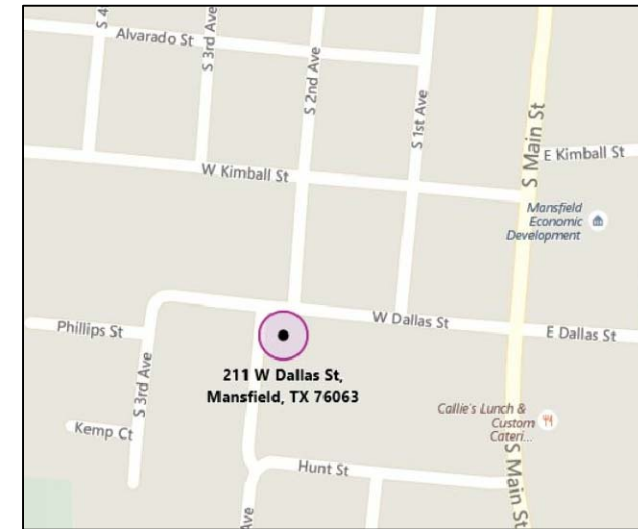 S 4
Alvarado St
S 3rd Ave
S 2nd Ave
S 1st Ave
S Main St
E Kimball St
W Kimball St
Mansfield
Economic
Development
W Dallas St
E Dallas St
Phillips St
211 W Dallas St,
Mansfield, TX 76063
S 3rd Ave
Callie's Lunch &
Custom
Cateri...
Kemp Ct
Hunt St
S Main St
nd Ave